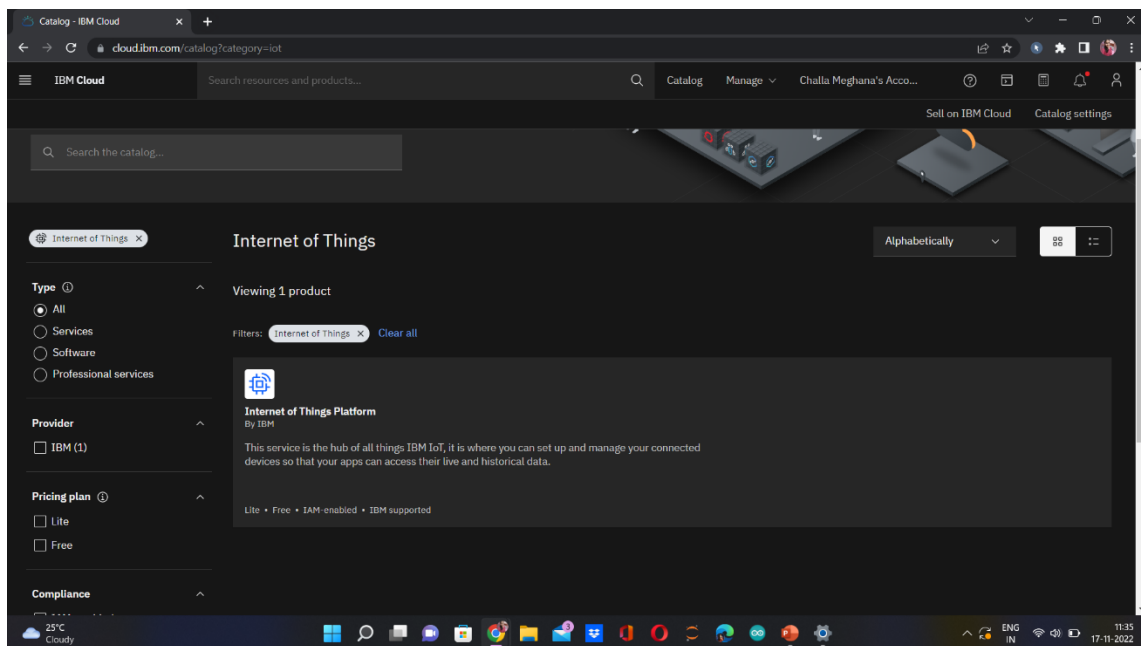 Catalog - IBM Cloud
cloud.ibm.com/catalog?category=iot
IBM Cloud
Search resources and products...
Catalog
Manage
Challa Meghana's Acco...
Sell on IBM Cloud
Catalog settings
Search the catalog...
Internet of Things
Type
All
Services
Software
Professional services
Provider
IBM (1)
Pricing plan
Lite
Free
Compliance
Internet of Things
Alphabetically
Viewing 1 product
Filters: Internet of Things Clear all
Internet of Things Platform
By IBM
This service is the hub of all things IBM IoT, it is where you can set up and manage your connected
devices so that your apps can access their live and historical data.
Lite • Free • IAM-enabled • IBM supported
25°C
Cloudy
3
ENG
IN
11:35
17-11-2022